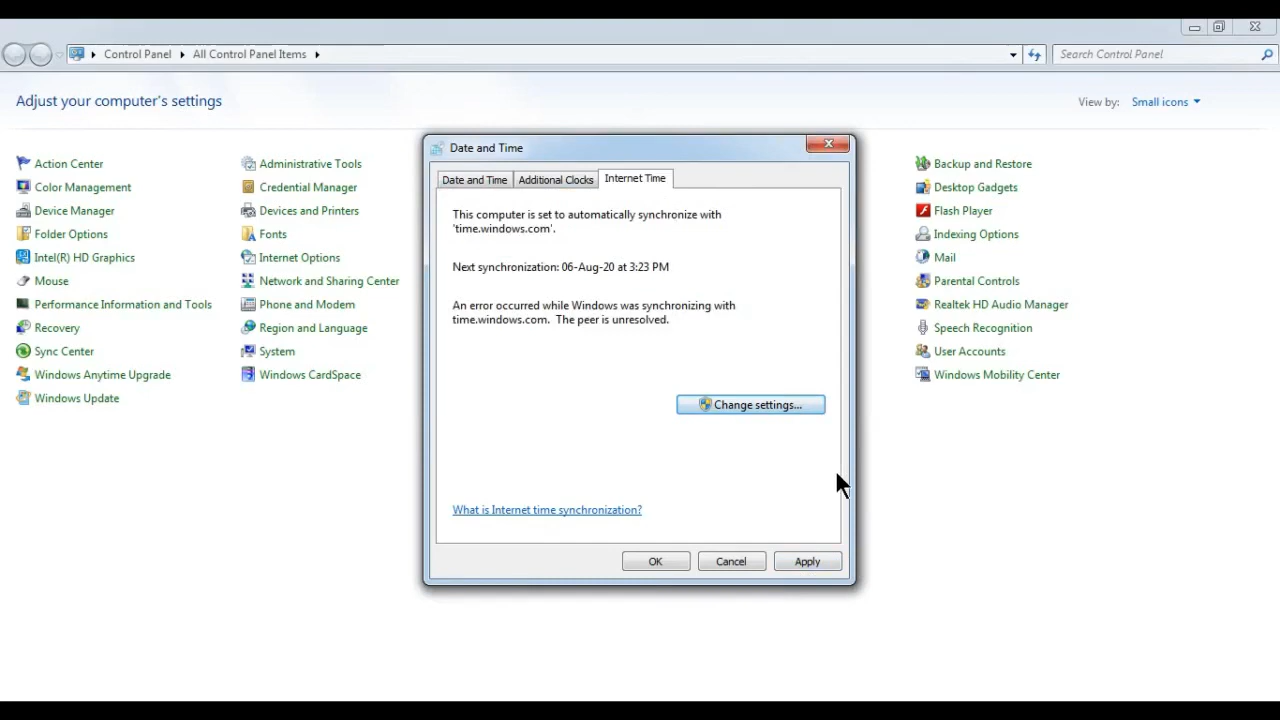 Control Panel
All Control Panel Items
Search Control Panel
Adjust your computer's settings
View by: Small icons
Action Center
Color Management
Device Manager
Folder Options
Intel(R) HD Graphics
Mouse
Performance Information and Tools
Recovery
Sync Center
Windows Anytime Upgrade
Windows Update
Administrative Tools
Credential Manager
Devices and Printers
Fonts
Internet Options
Network and Sharing Center
Phone and Modem
Region and Language
System
Windows CardSpace
Date and Time
Date and Time
Additional Clocks
Internet Time
This computer is set to automatically synchronize with
'time.windows.com'.
Next synchronization: 06-Aug-20 at 3:23 PM
An error occurred while Windows was synchronizing with
time.windows.com. The peer is unresolved.
Change settings...
What is Internet time synchronization?
OK
Cancel
Apply
Backup and Restore
Desktop Gadgets
Flash Player
Indexing Options
Mail
Parental Controls
Realtek HD Audio Manager
Speech Recognition
User Accounts
Windows Mobility Center